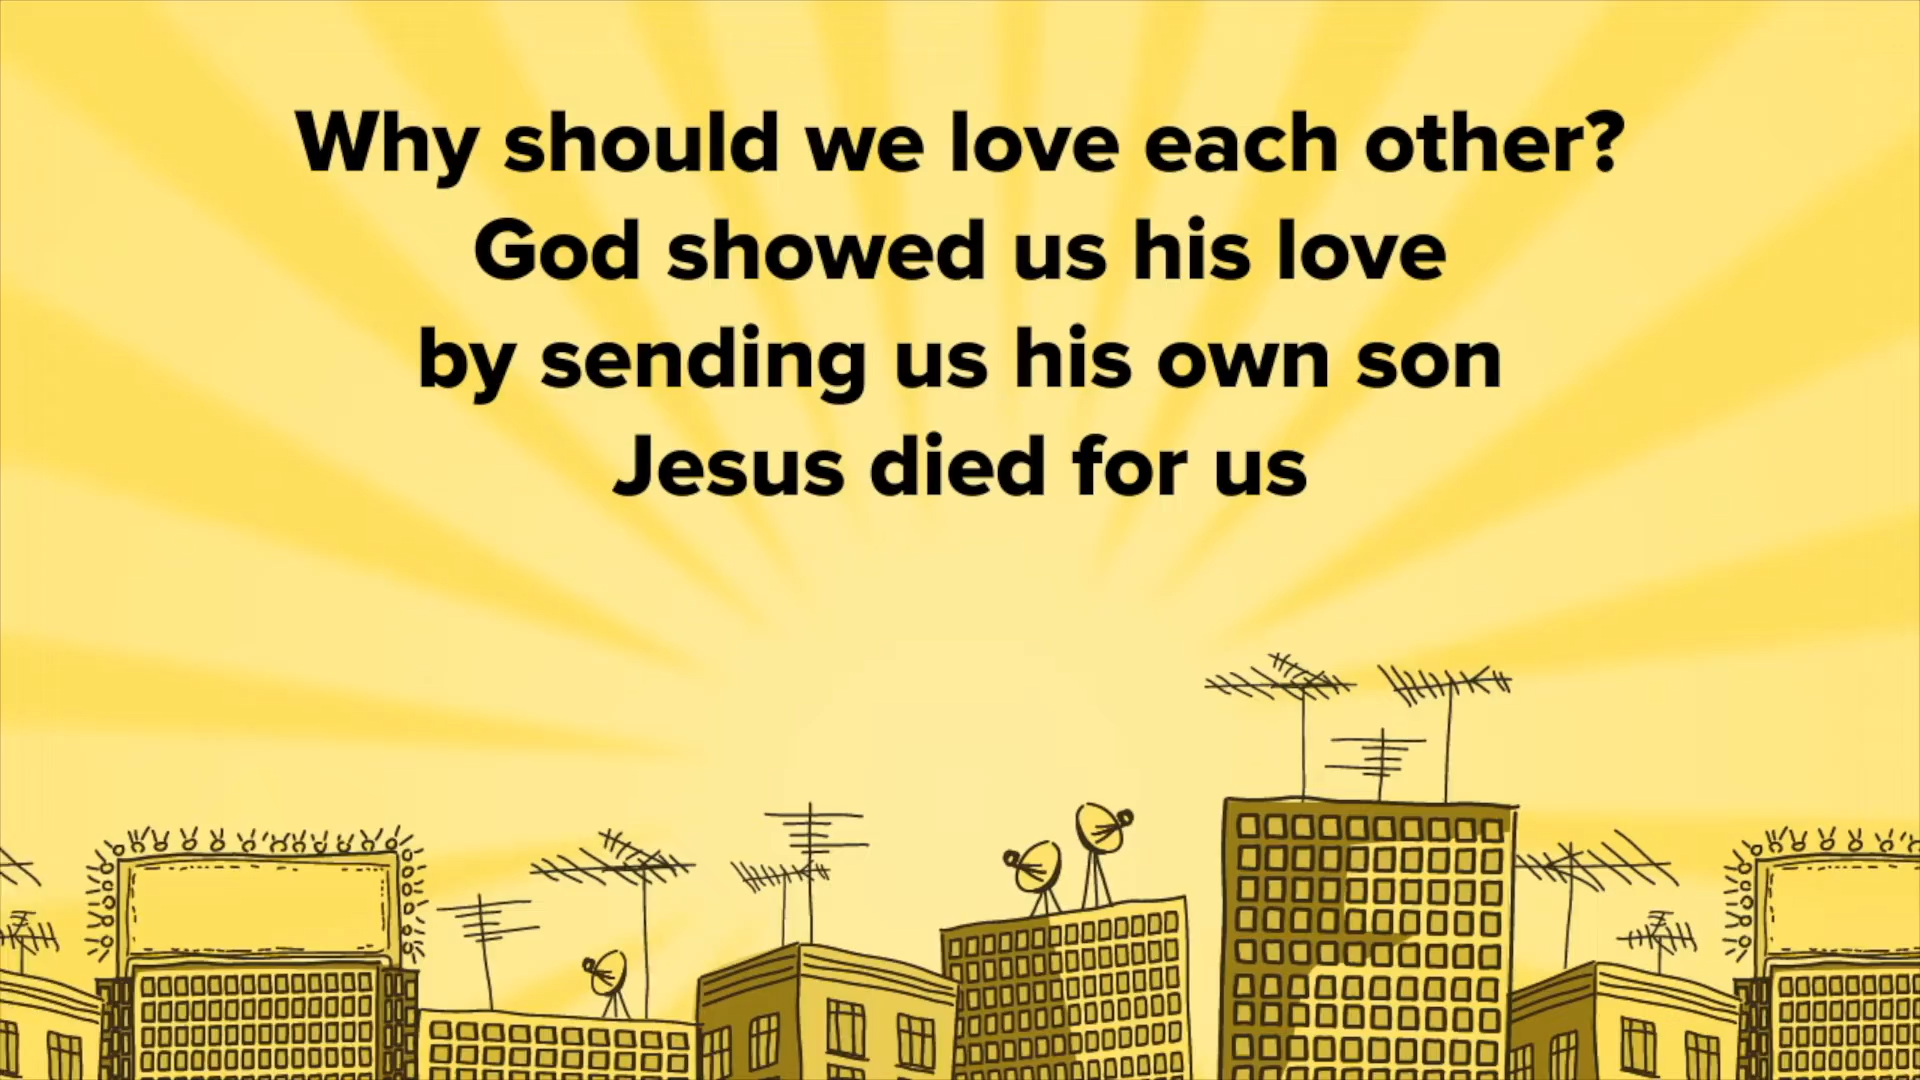 Why should we love each other?
God showed us his love
by sending us his own son
Jesus died for us